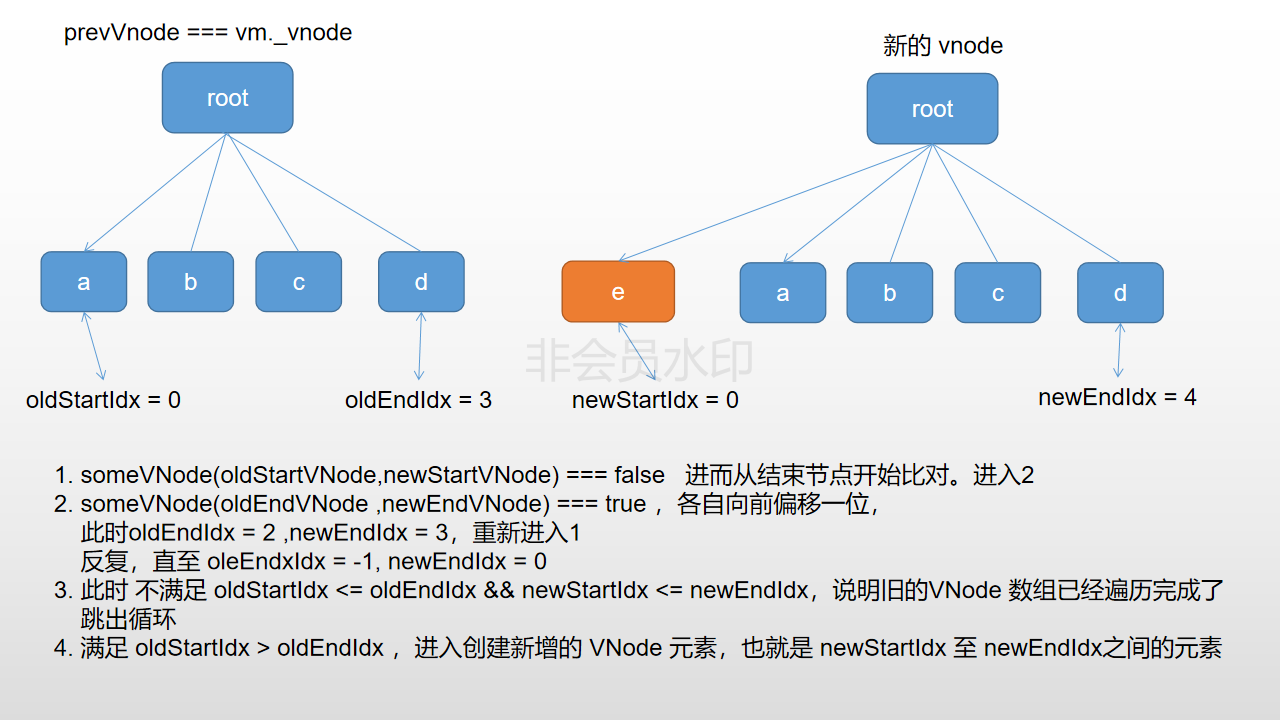 prevVnode === vm._vnode
新的 vnode
root
root
a
b
c
d
e
a
b
c
d
非会员水印
oldStartIdx = 0
oldEndIdx = 3
newStartIdx = 0
newEndIdx = 4
1. someVNode(oldStartVNode,newStartVNode) === false 进而从结束节点开始比对。进入2
2. someVNode(oldEndVNode ,newEndVNode) === true ，各自向前偏移一位，
此时oldEndIdx = 2 ,newEndIdx = 3，重新进入1
反复，直至 oleEndxIdx = -1, newEndIdx = 0
3. 此时 不满足 oldStartIdx <= oldEndIdx && newStartIdx <= newEndIdx，说明旧的VNode 数组已经遍历完成了
跳出循环
4. 满足 oldStartIdx > oldEndIdx ，进入创建新增的 VNode 元素，也就是 newStartIdx 至 newEndIdx之间的元素